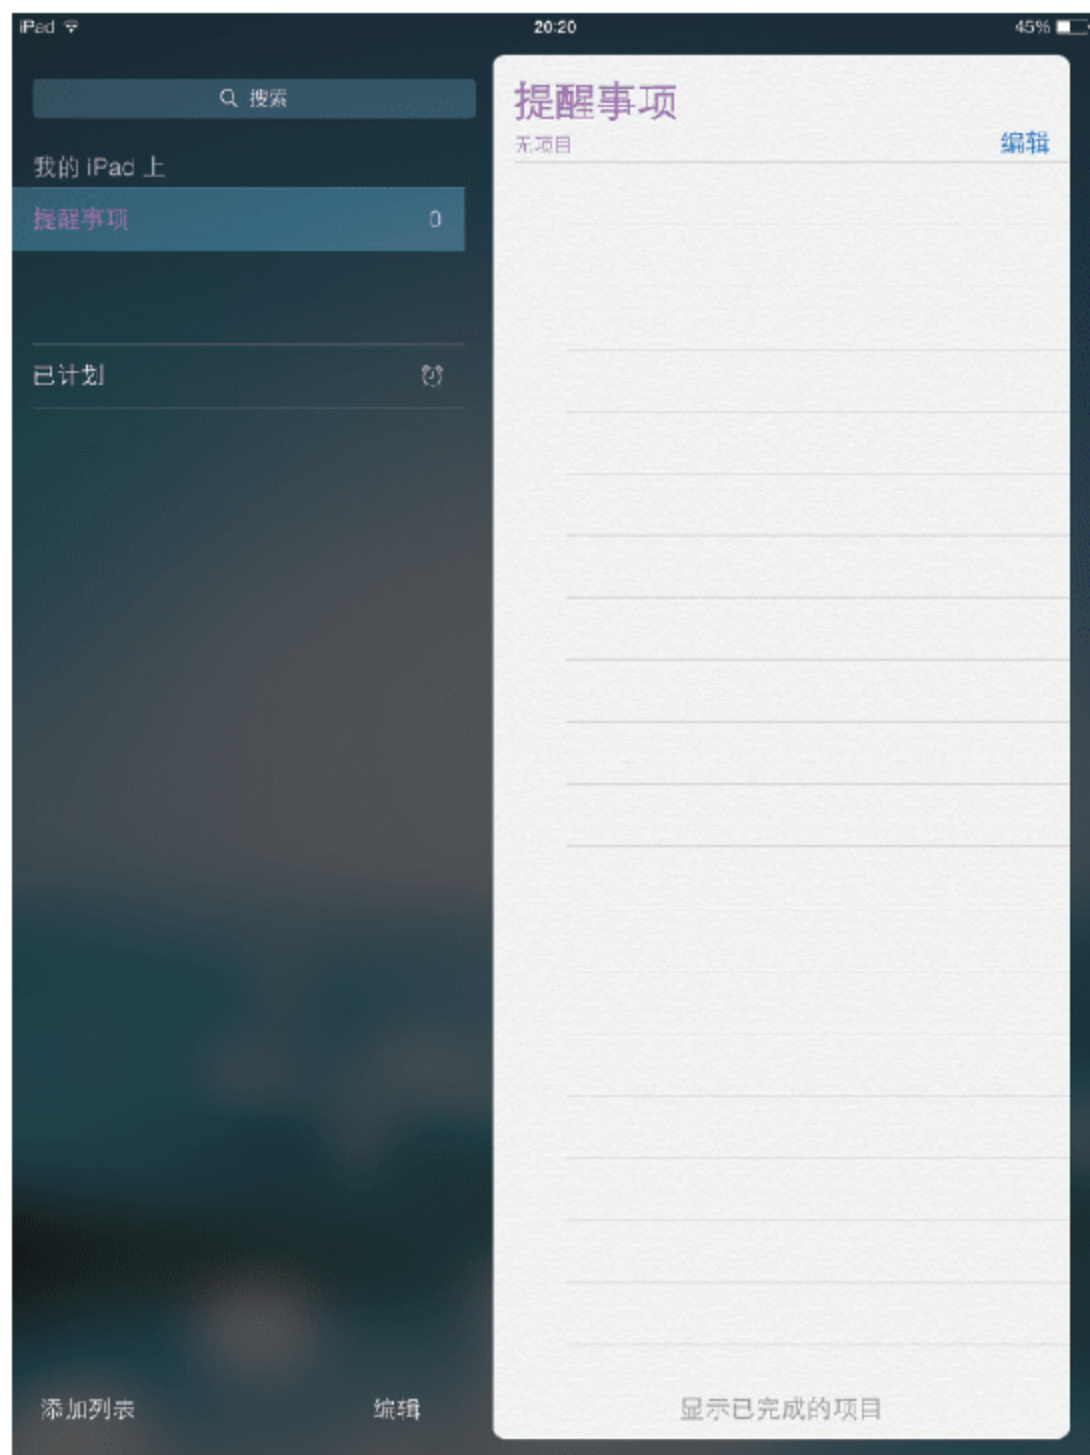 iPad
20:20
45%
搜索
我的 iPad 上
提醒事项
0
已计划
添加列表
编辑
提醒事项
无项目
编辑
显示已完成的项目